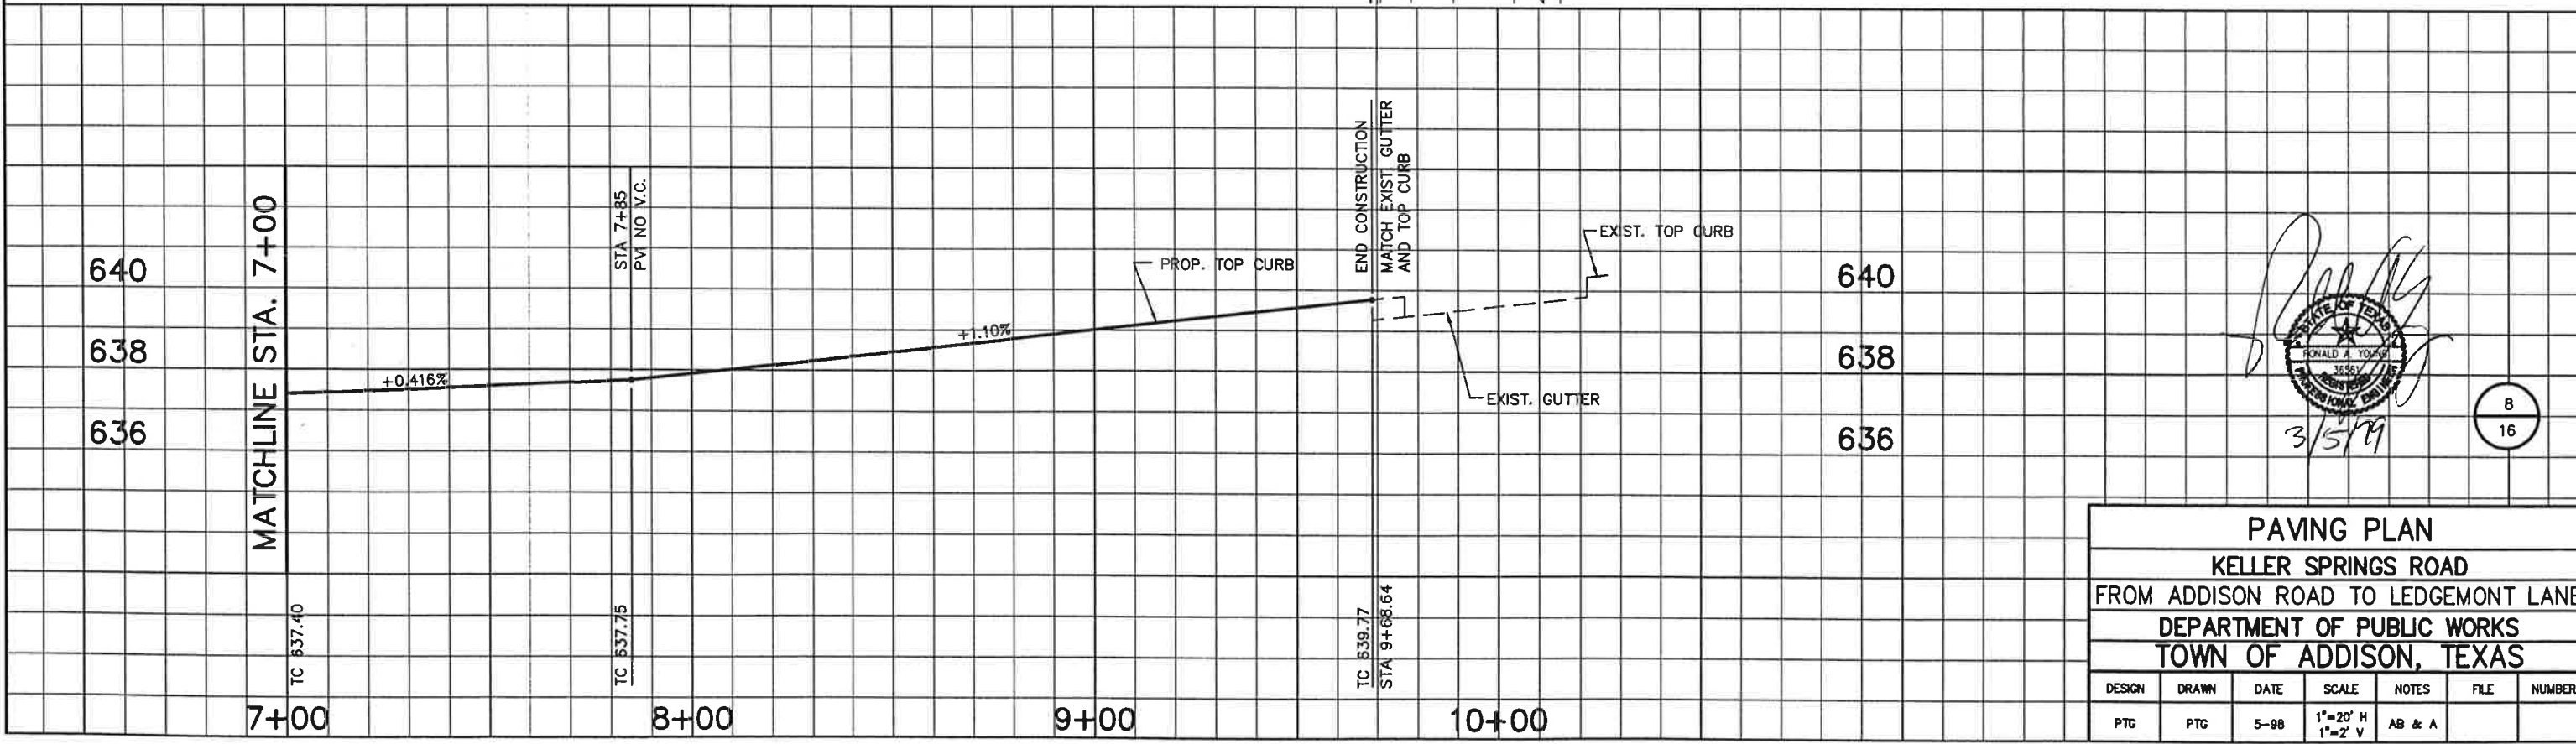 MATCHLINE STA. 7+00
640
638
636
STA 7+85
PVI NO V.C.
+0.416%
+1.10%
PROP. TOP CURB
END CONSTRUCTION
MATCH EXIST. GUTTER
AND TOP CURB
EXIST. TOP CURB
EXIST. GUTTER
640
638
636
TC 637.40
TC 637.75
TC 639.77
STA 9+68.64
7+00
8+00
9+00
10+00
STATE OF TEXAS
RONALD A. YOUNG
36561
REGISTERED
PROFESSIONAL ENGINEER
3/5/99
8
16
PAVING PLAN
KELLER SPRINGS ROAD
FROM ADDISON ROAD TO LEDGEMONT LANE
DEPARTMENT OF PUBLIC WORKS
TOWN OF ADDISON, TEXAS
DESIGN DRAWN DATE SCALE NOTES FILE NUMBER
PTG PTG 5-98 1"=20' H AB & A
1"=2' V